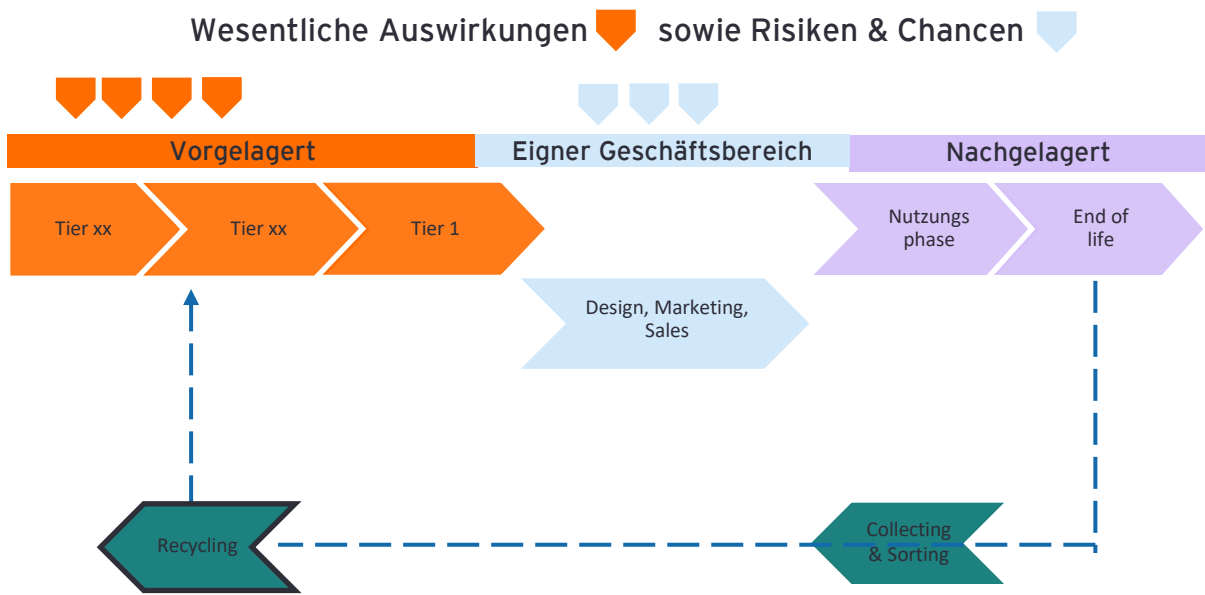 Wesentliche Auswirkungen sowie Risiken & Chancen
Vorgelagert
Eigner Geschäftsbereich
Nachgelagert
Tier xx
Tier xx
Tier 1
Nutzungs
phase
End of
life
Design, Marketing,
Sales
Recycling
Collecting
& Sorting